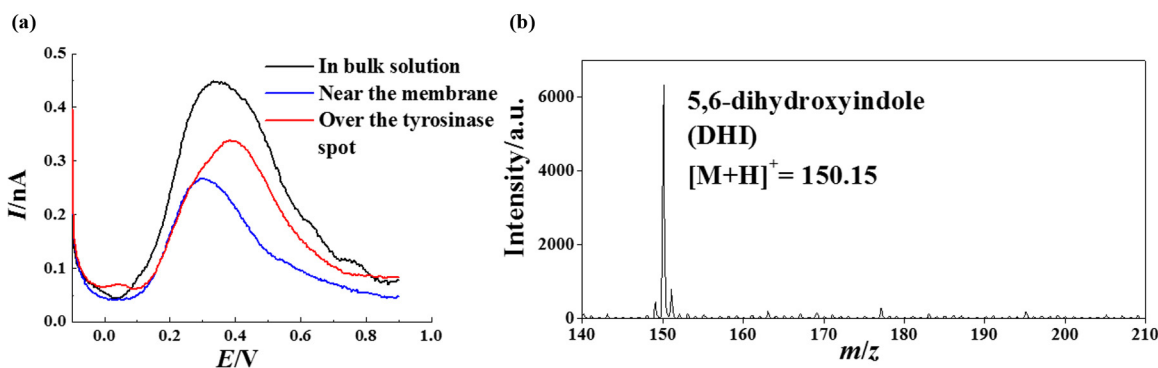 (a)
0.5
0.4
0.3
0.2
0.1
0.0
I/nA
In bulk solution
Near the membrane
Over the tyrosinase
spot
0.0 0.2 0.4 0.6 0.8 1.0
E/V
(b)
6000
4000
2000
0
Intensity/a.u.
5,6-dihydroxyindole
(DHI)
[M+H]⁺= 150.15
140 150 160 170 180 190 200 210
m/z